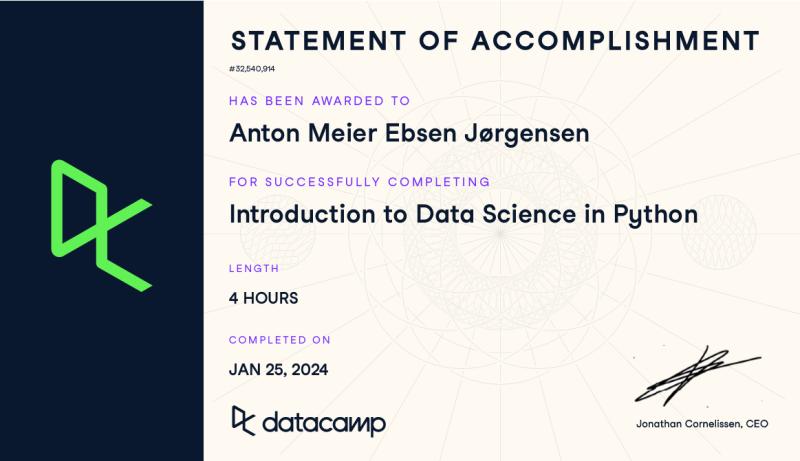 STATEMENT OF ACCOMPLISHMENT
#32,540,914
HAS BEEN AWARDED TO
Anton Meier Ebsen Jørgensen
FOR SUCCESSFULLY COMPLETING
Introduction to Data Science in Python
LENGTH
4 HOURS
COMPLETED ON
JAN 25, 2024
datacamp
Jonathan Cornelissen, CEO